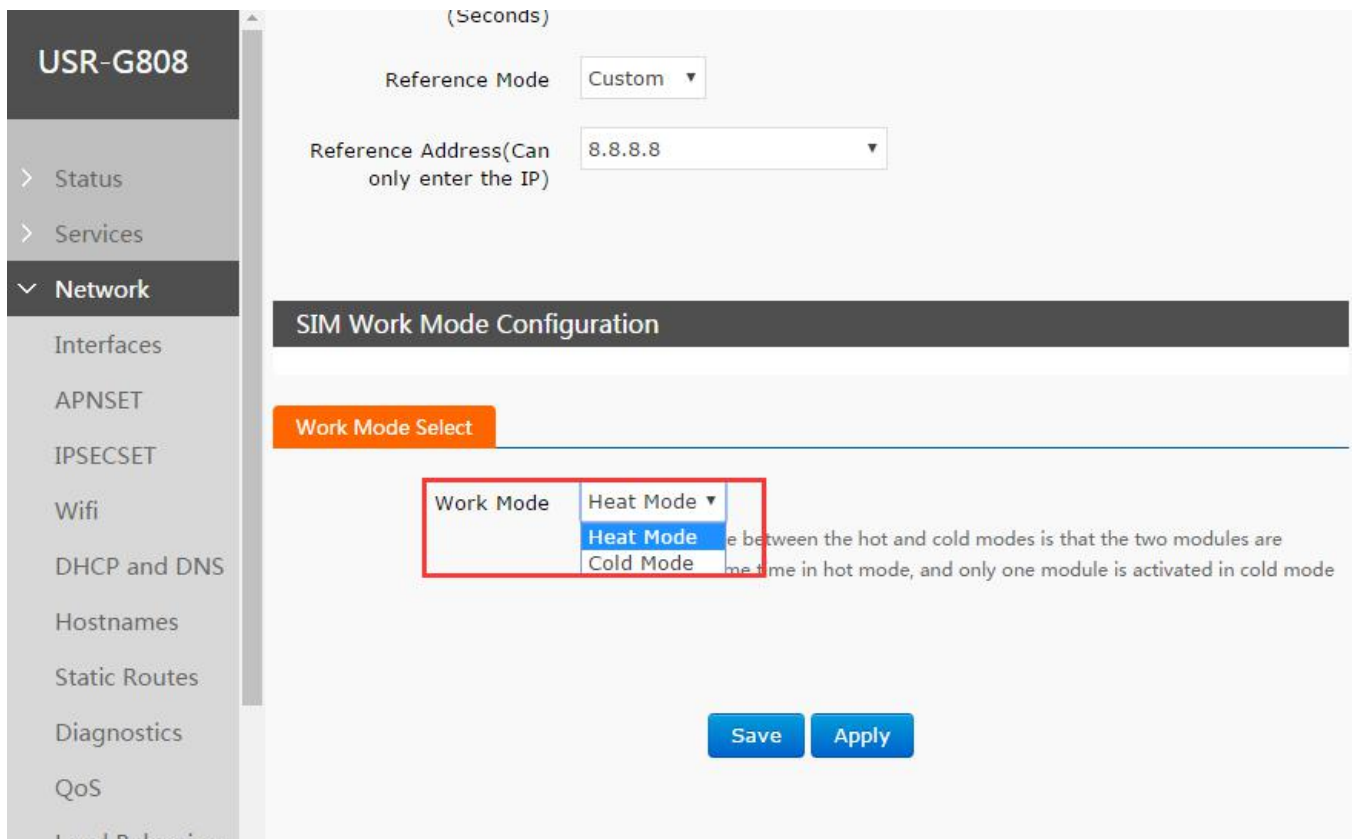 (Seconds)
USR-G808
Reference Mode
Custom
Reference Address(Can
only enter the IP)
8.8.8.8
Status
Services
Network
Interfaces
APNSET
IPSECSET
Wifi
DHCP and DNS
Hostnames
Static Routes
Diagnostics
QoS
SIM Work Mode Configuration
Work Mode Select
Work Mode
Heat Mode
Heat Mode
Cold Mode
between the hot and cold modes is that the two modules are
time in hot mode, and only one module is activated in cold mode
Save
Apply